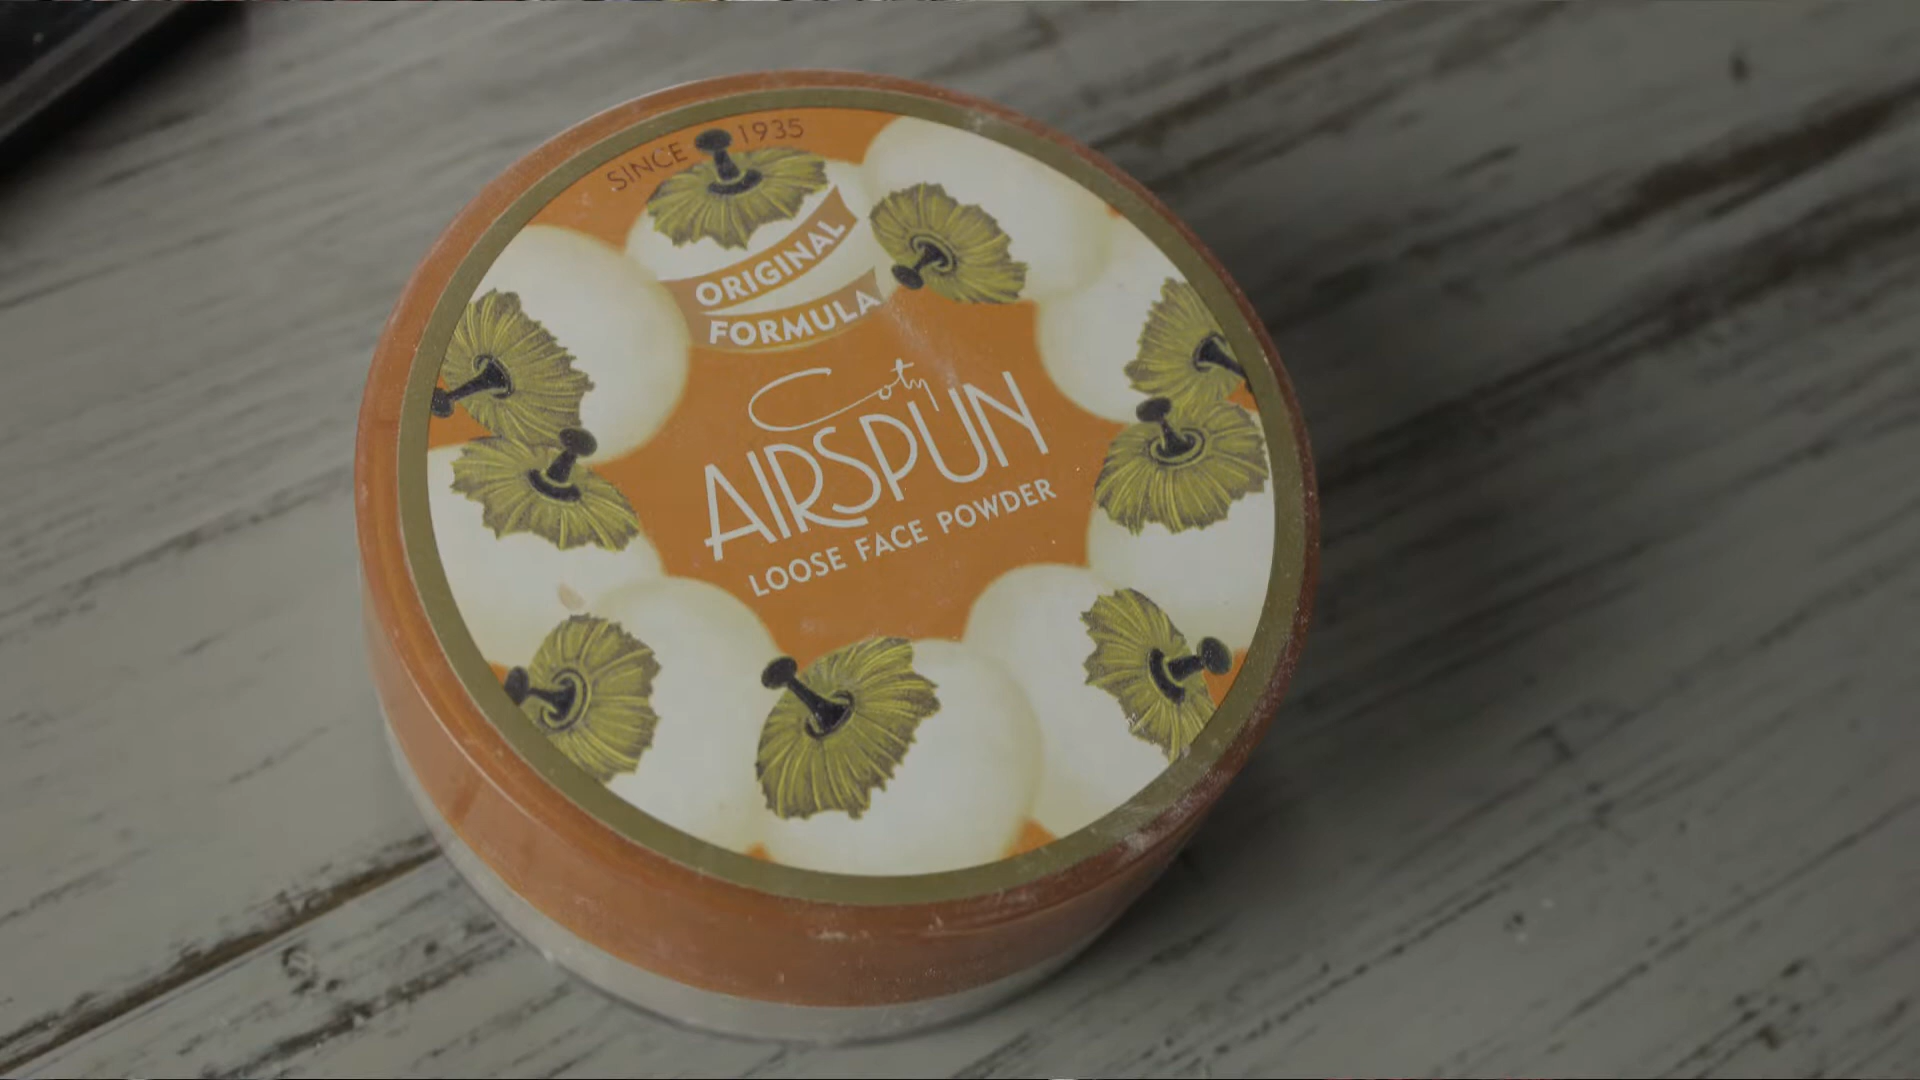 SINCE 1935
ORIGINAL
FORMULA
Coty
AIRSPUN
LOOSE FACE POWDER